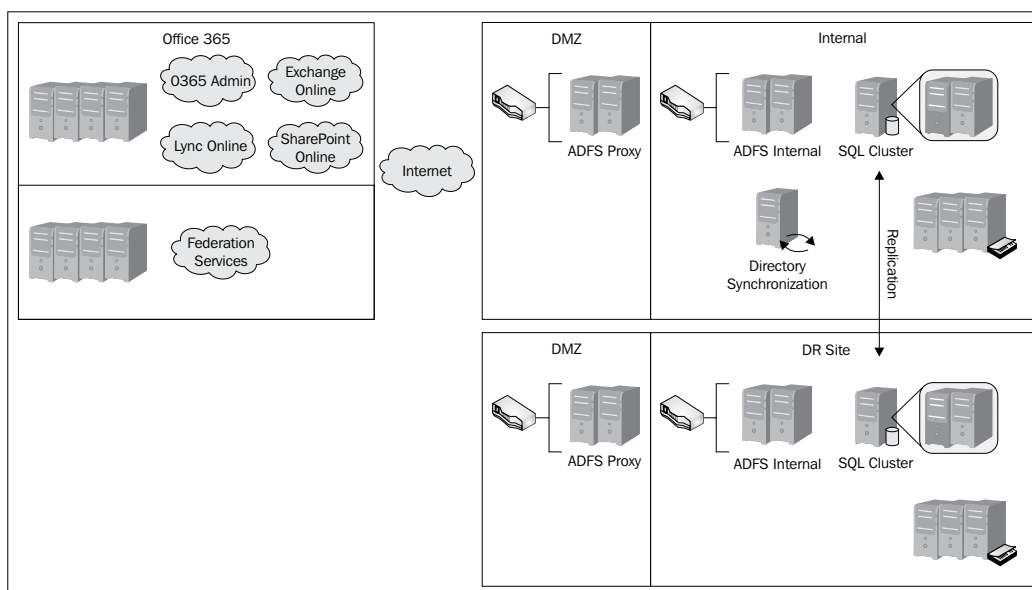 Office 365
O365 Admin
Exchange
Online
Lync Online
SharePoint
Online
Federation
Services
Internet
DMZ
ADFS Proxy
Internal
ADFS Internal
SQL Cluster
Directory
Synchronization
Replication
DMZ
ADFS Proxy
DR Site
ADFS Internal
SQL Cluster